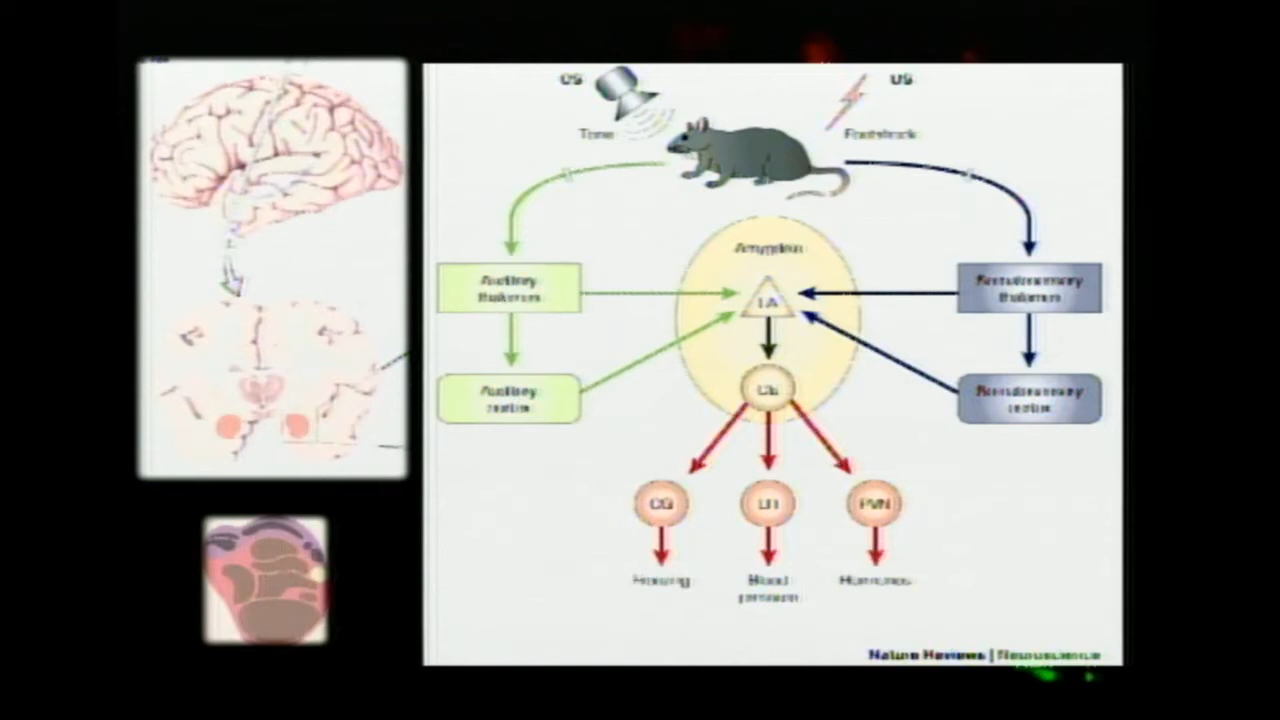 CS
US
Tone
Footshock
Amygdala
Auditory
thalamus
LA
Somatosensory
thalamus
Auditory
cortex
Ce
Somatosensory
cortex
CG
LH
PVN
Freezing
Blood
pressure
Hormones
Nature Reviews | Neuroscience